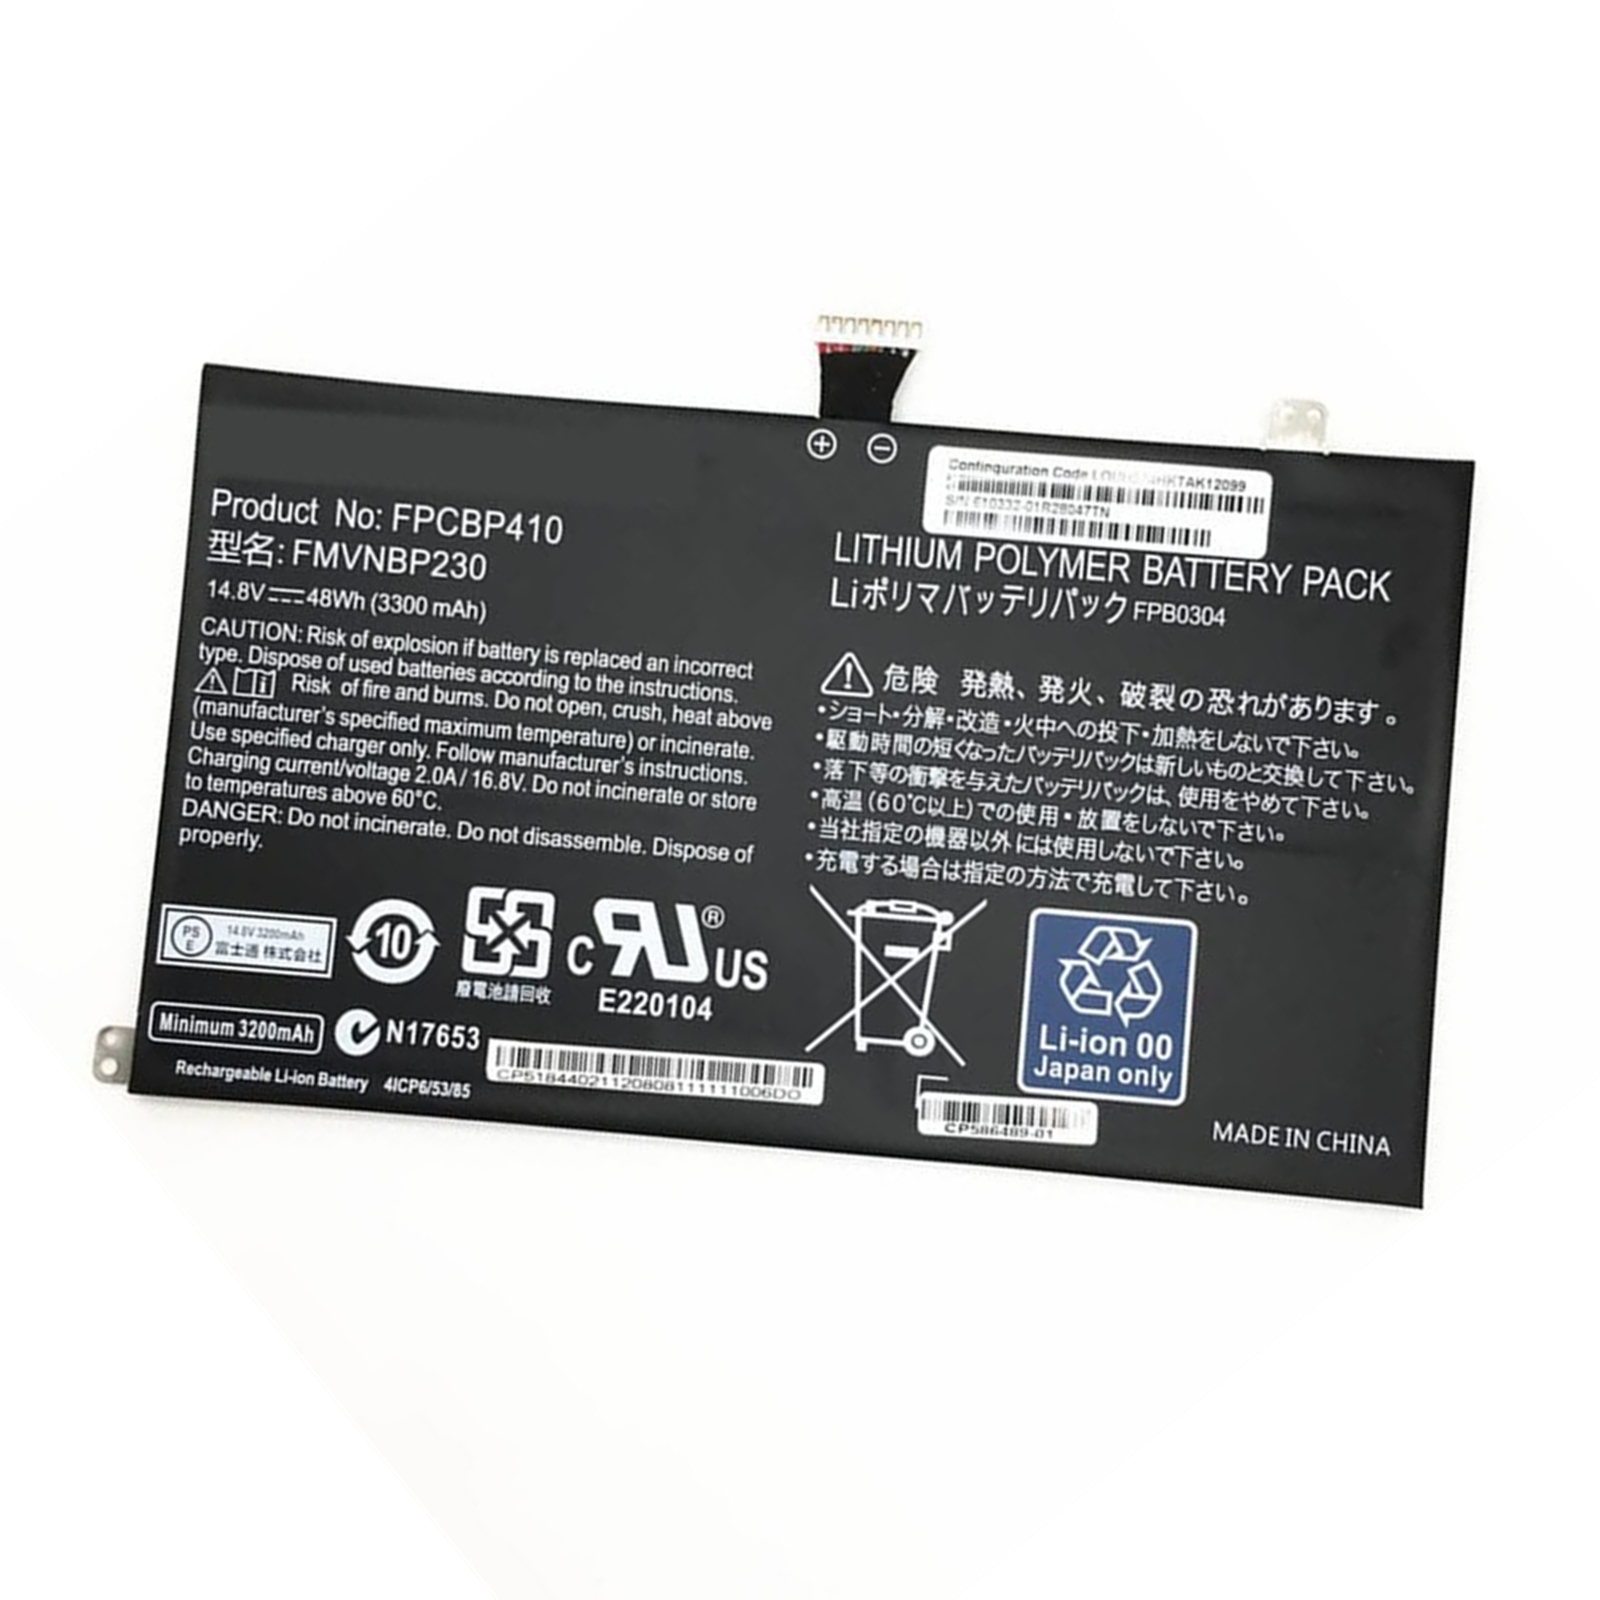 Confinguration Code
S/N
Product No: FPCBP410
型名: FMVNBP230
14.8V 48Wh (3300 mAh)
CAUTION: Risk of explosion if battery is replaced an incorrect
type. Dispose of used batteries according to the instructions.
Risk of fire and burns. Do not open, crush, heat above
(manufacturer's specified maximum temperature) or incinerate.
Use specified charger only. Follow manufacturer's instructions.
Charging current/voltage 2.0A / 16.8V. Do not incinerate or store
to temperatures above 60°C.
DANGER: Do not incinerate. Do not disassemble. Dispose of
properly.
LITHIUM POLYMER BATTERY PACK
Liポリマバッテリパック FPB0304
危険 発熱、発火、破裂の恐れがあります。
•ショート・分解・改造・火中への投下・加熱をしないで下さい。
•駆動時間の短くなったバッテリパックは新しいものと交換して下さい。
•落下等の衝撃を与えたバッテリパックは、使用をやめて下さい。
•高温(60℃以上)での使用・放置をしないで下さい。
•当社指定の機器以外には使用しないで下さい。
•充電する場合は指定の方法で充電して下さい。
PS
E
14.8V 3200mAh
富士通 株式会社
10
廢電池請回收
C RU ® US
E220104
Minimum 3200mAh
N17653
Rechargeable Li-ion Battery 4ICP6/53/85
CP586489-01
Li-ion 00
Japan only
MADE IN CHINA